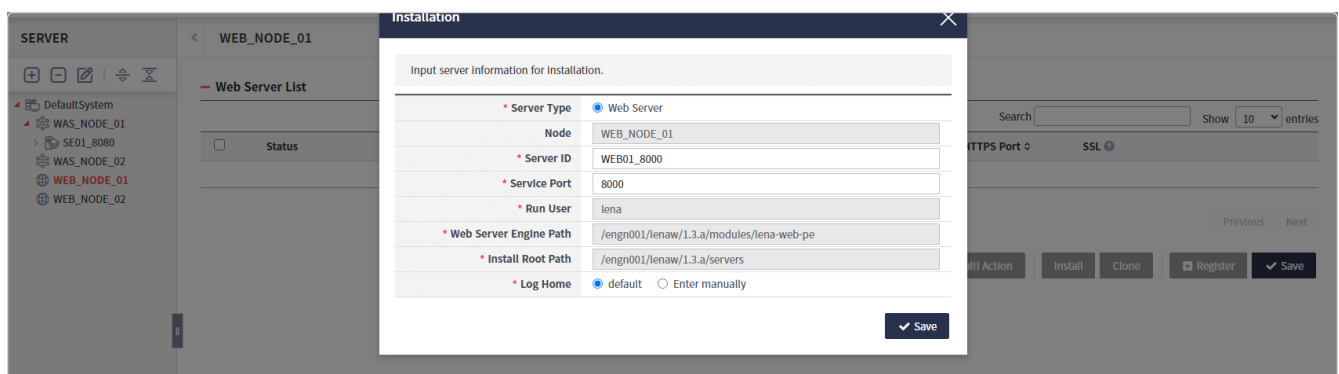 SERVER
WEB_NODE_01
Installation
Input server information for installation.
Web Server List
DefaultSystem
WAS_NODE_01
SE01_8080
WAS_NODE_02
WEB_NODE_01
WEB_NODE_02
Status
* Server Type Web Server
Node WEB_NODE_01
* Server ID WEB01_8000
* Service Port 8000
* Run User lena
* Web Server Engine Path /engn001/lenaw/1.3.a/modules/lena-web-pe
* Install Root Path /engn001/lenaw/1.3.a/servers
* Log Home default Enter manually
Save
Search Show 10 entries
TTPS Port SSL
Previous Next
Action Install Clone Register Save